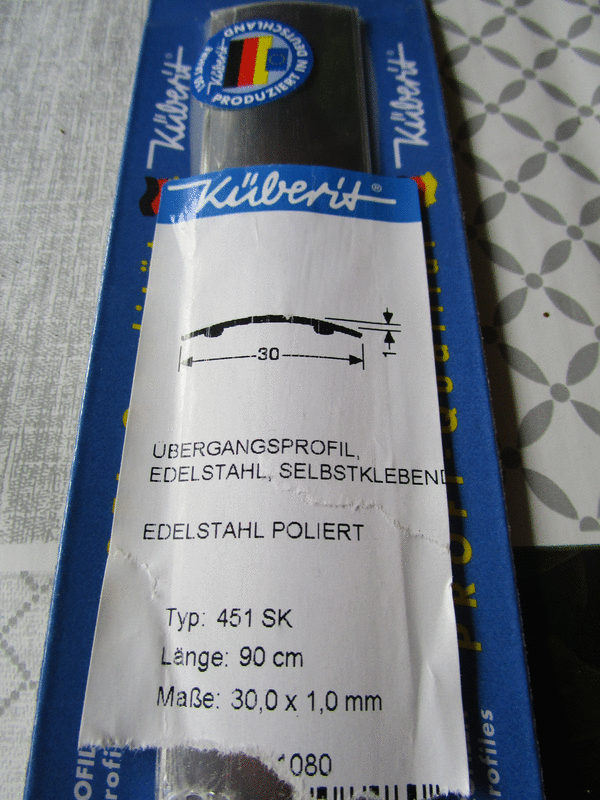 PRODUZIERT IN DEUTSCHLAND
Küberit
Küberit
Küberit
Küberit®
30
1
ÜBERGANGSPROFIL,
EDELSTAHL, SELBSTKLEBEND
EDELSTAHL POLIERT
Typ: 451 SK
Länge: 90 cm
Maße: 30,0 x 1,0 mm
1080